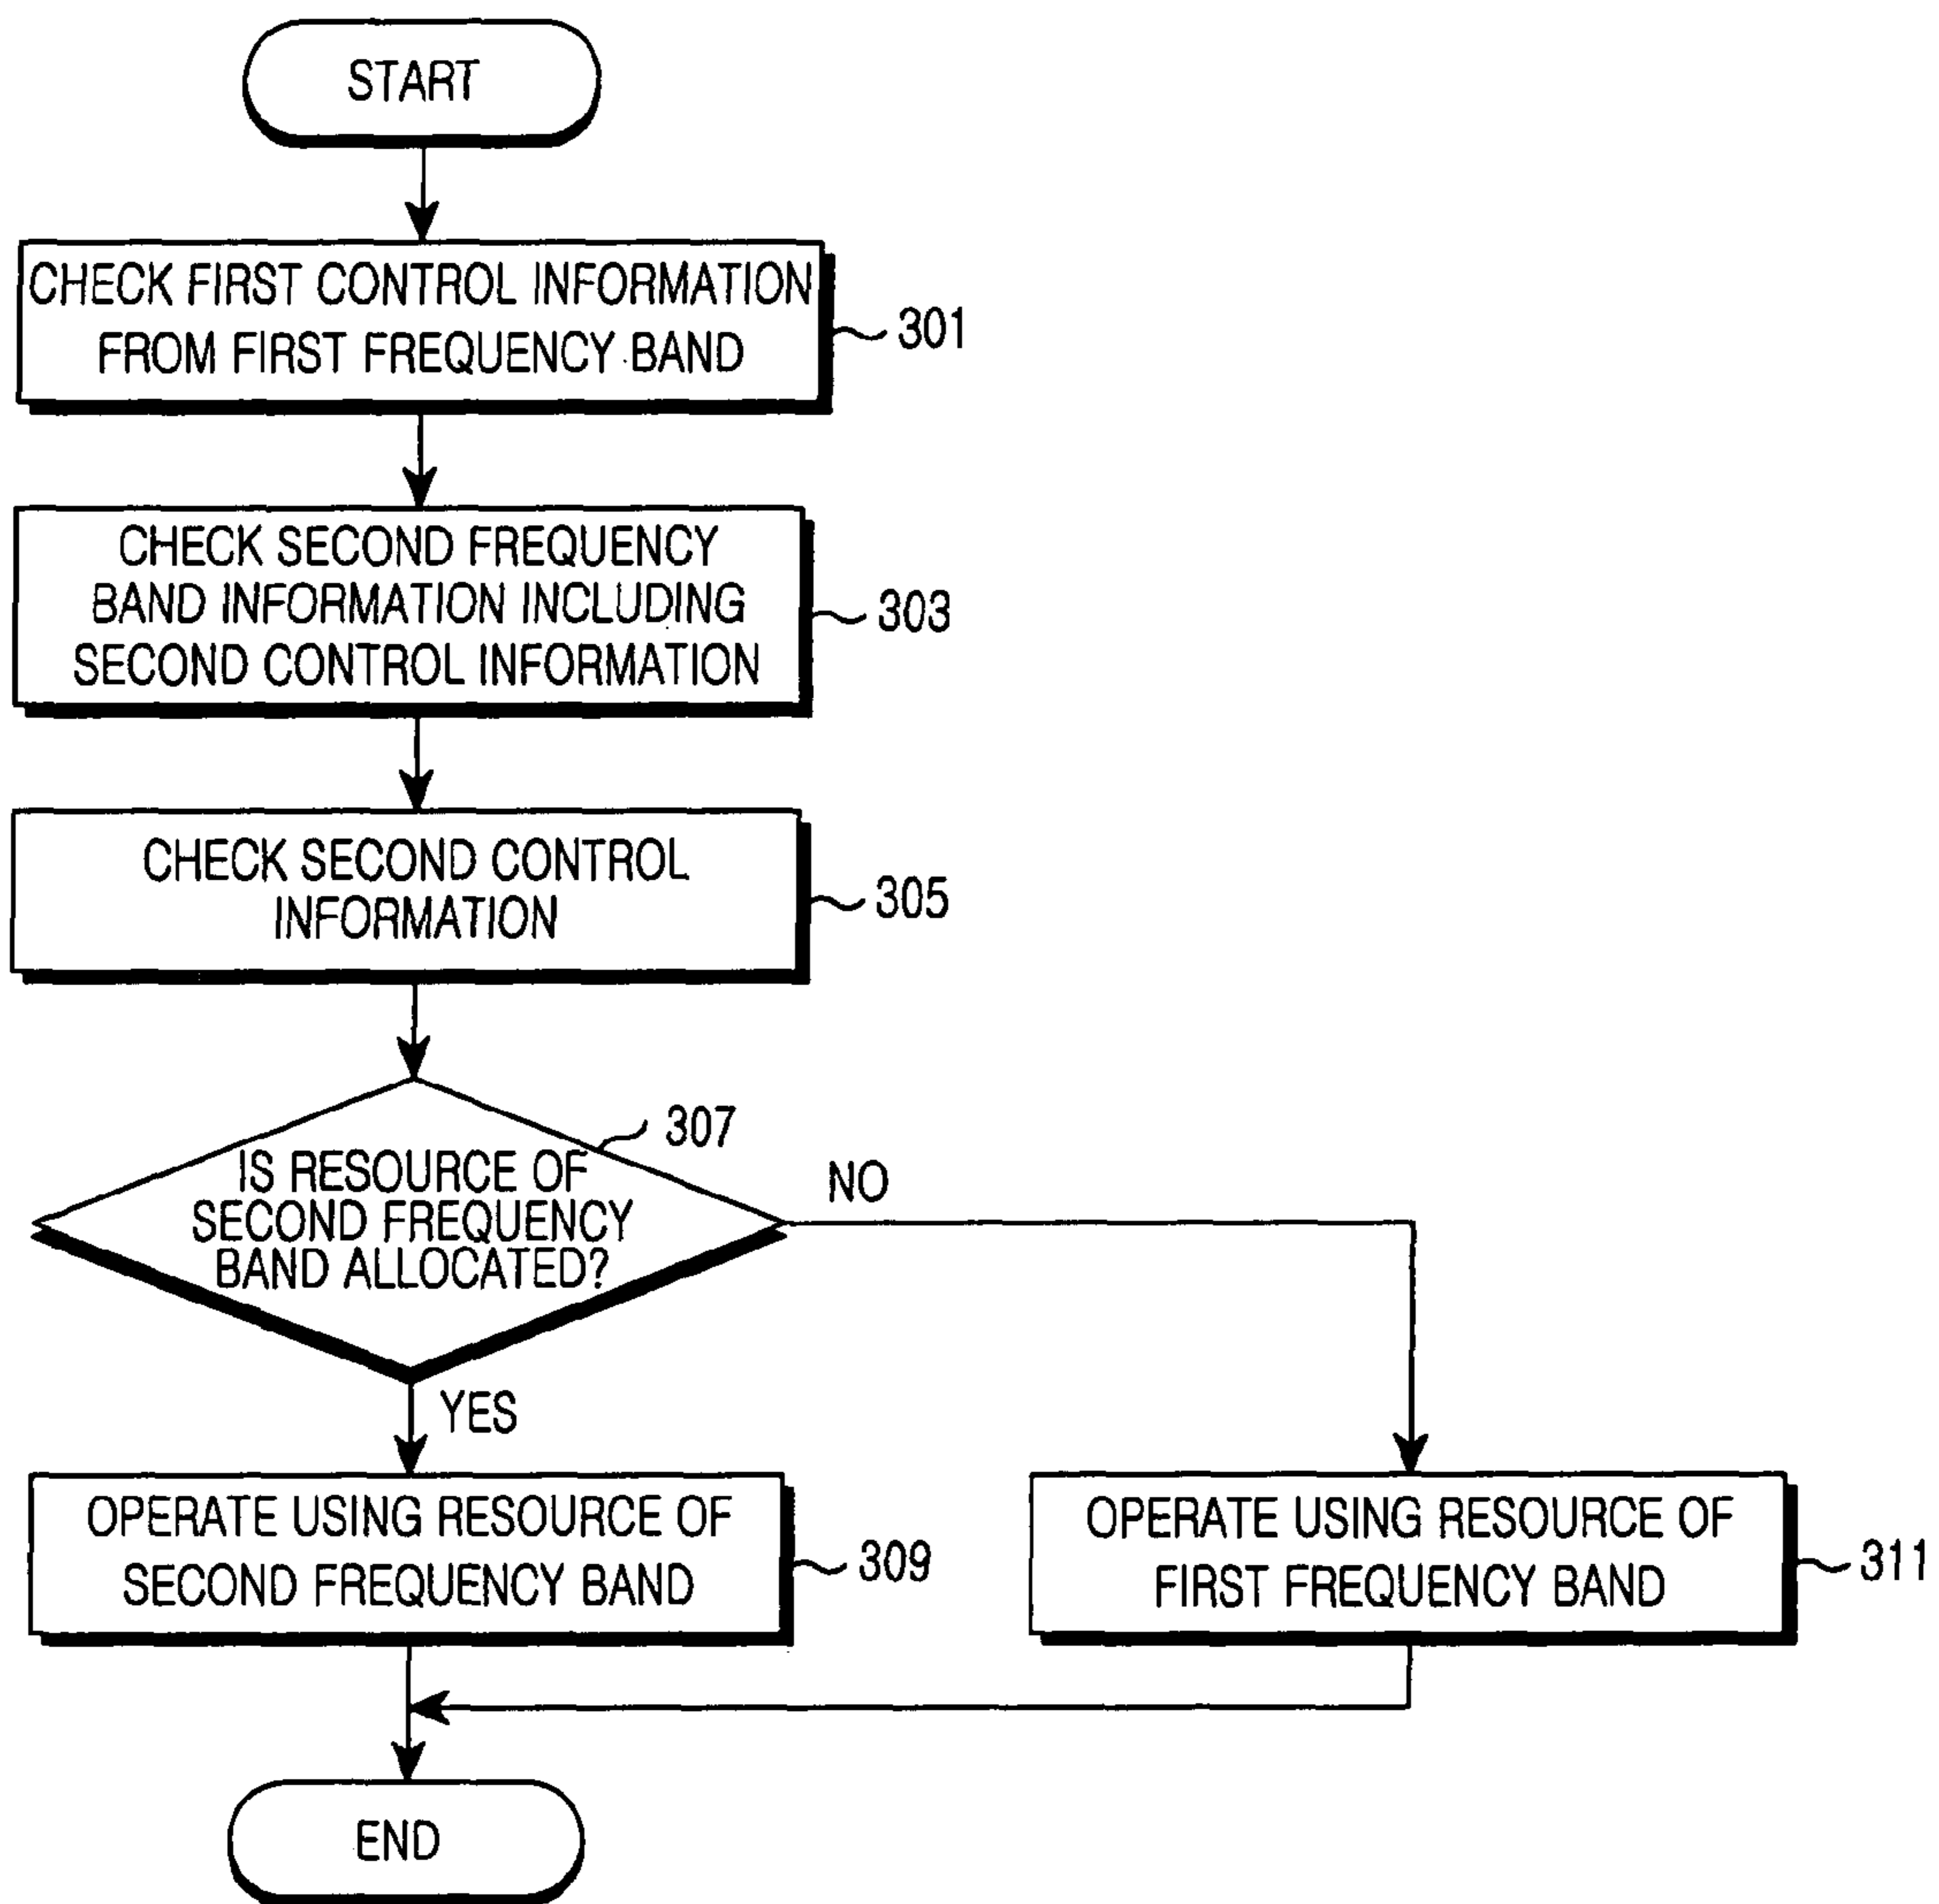 START
CHECK FIRST CONTROL INFORMATION
FROM FIRST FREQUENCY BAND
301
CHECK SECOND FREQUENCY
BAND INFORMATION INCLUDING
SECOND CONTROL INFORMATION
303
CHECK SECOND CONTROL
INFORMATION
305
307
IS RESOURCE OF
SECOND FREQUENCY
BAND ALLOCATED?
NO
YES
OPERATE USING RESOURCE OF
SECOND FREQUENCY BAND
309
OPERATE USING RESOURCE OF
FIRST FREQUENCY BAND
311
END